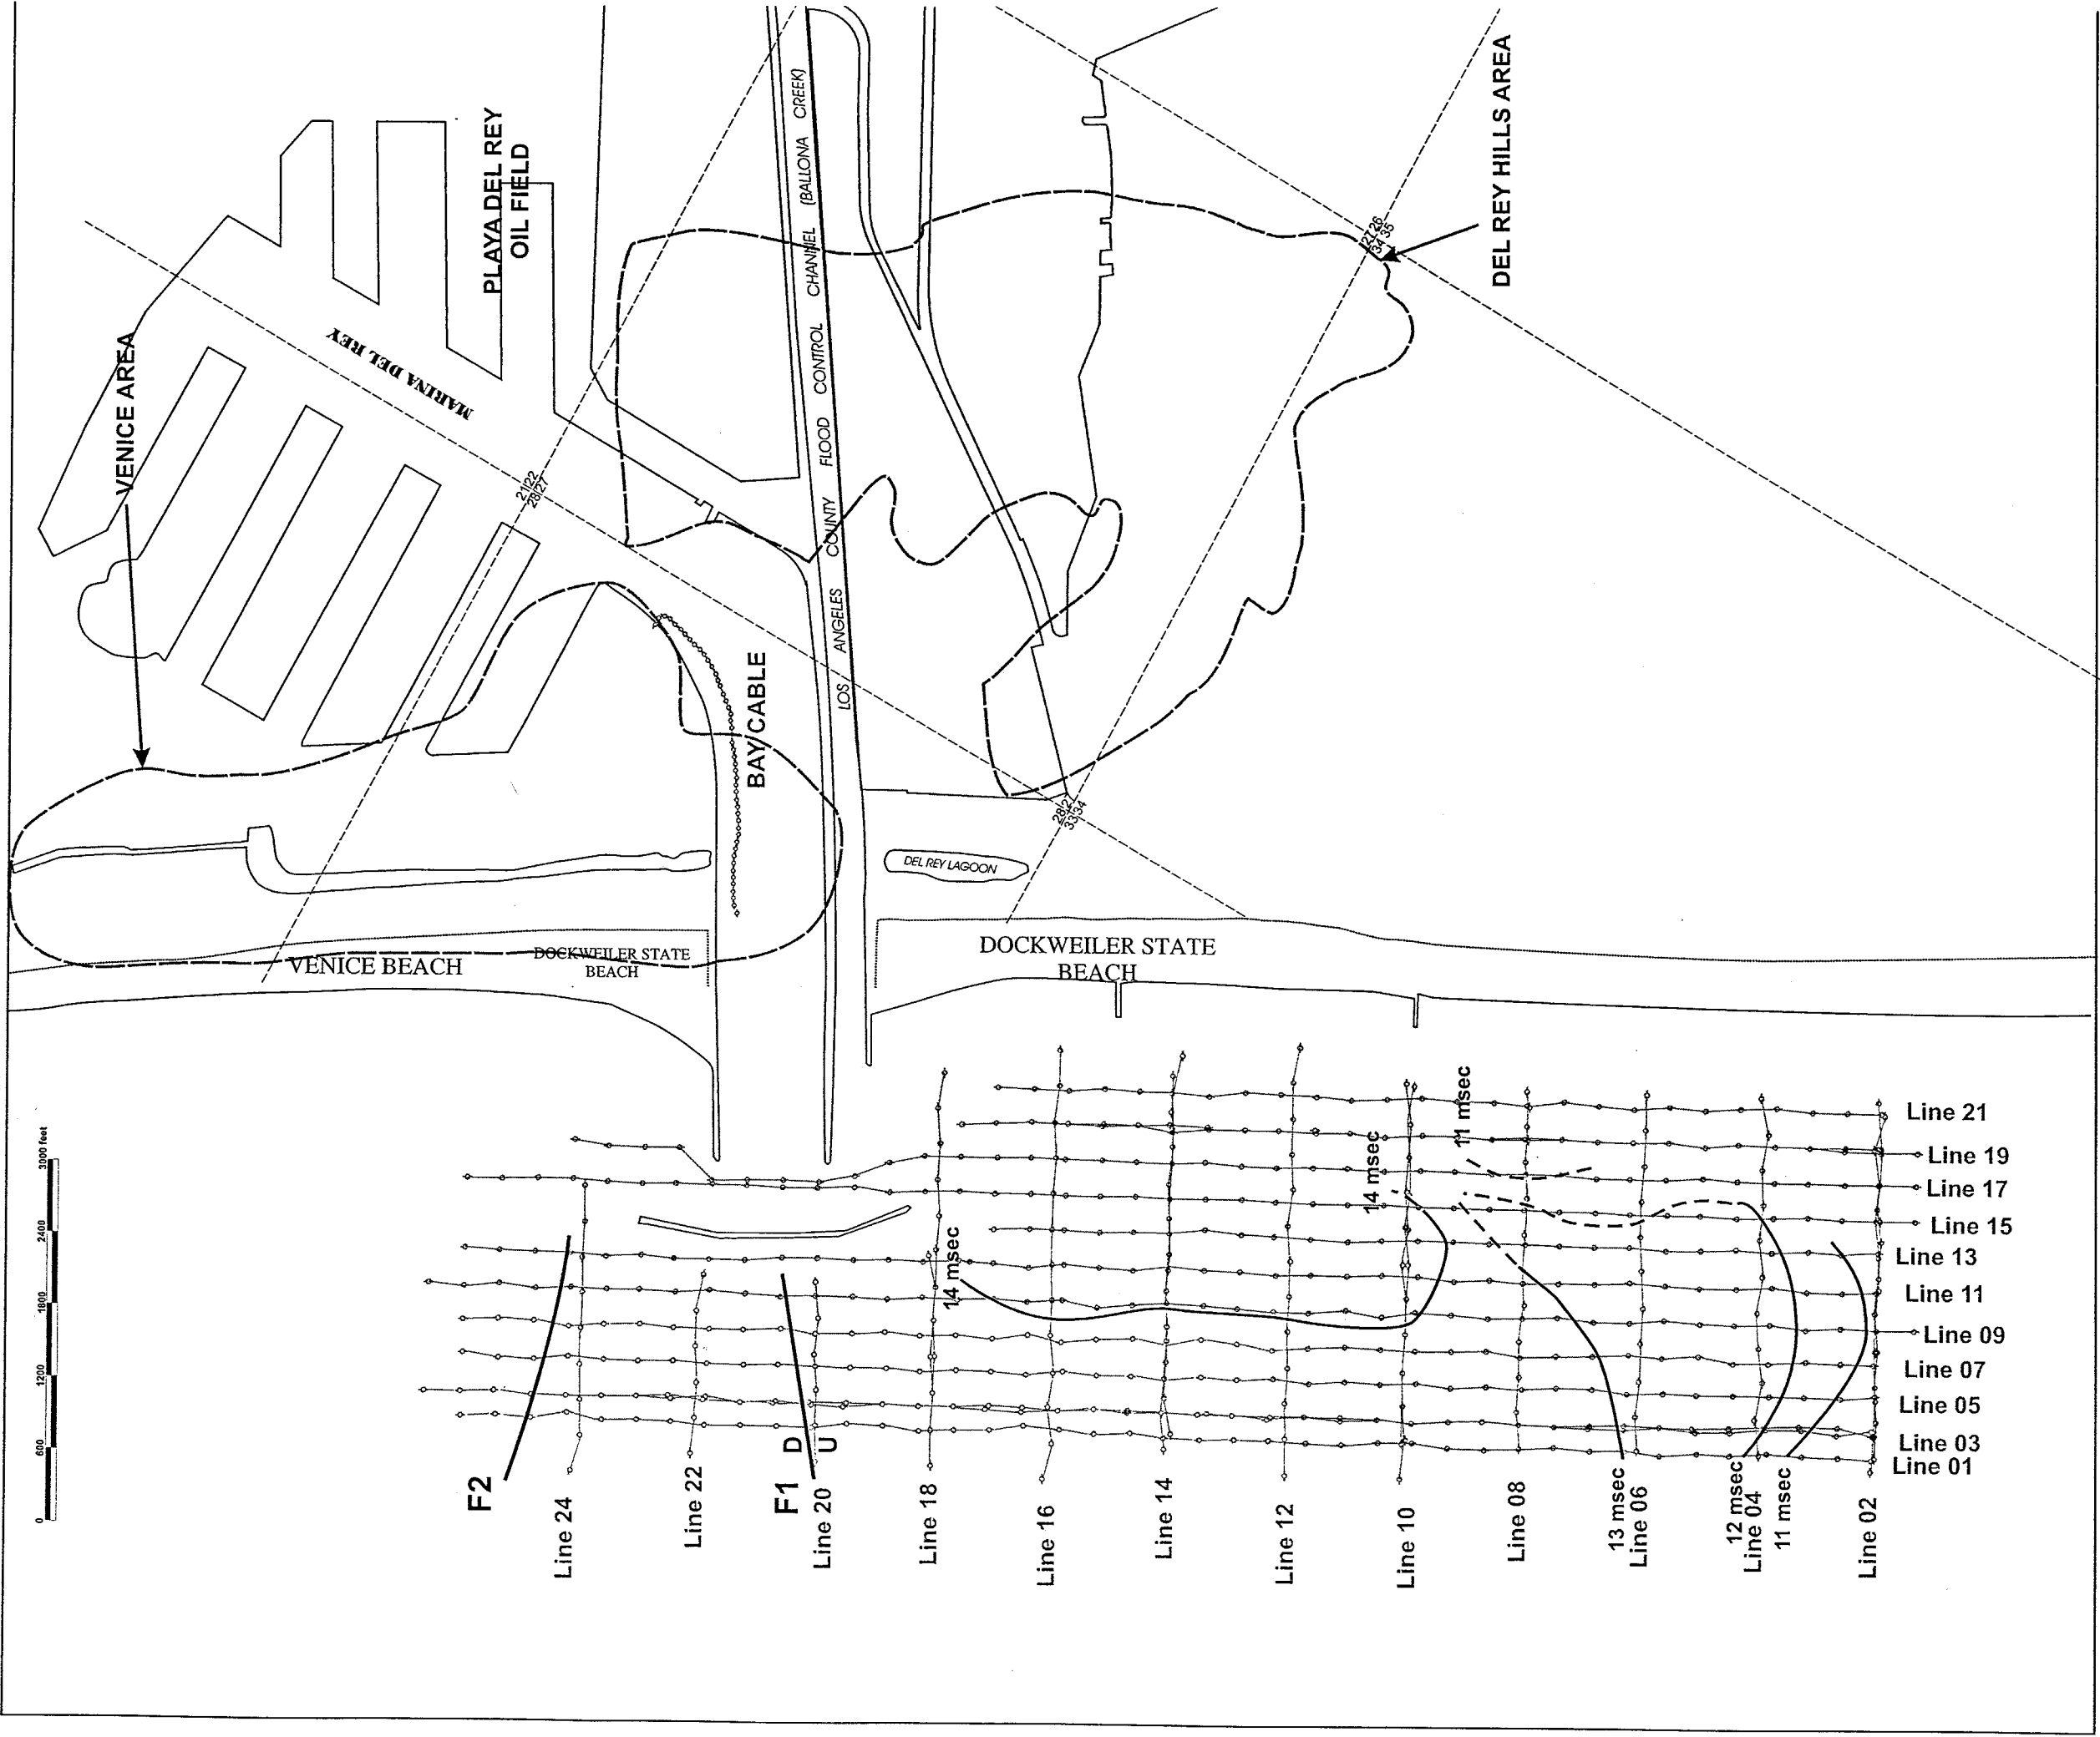 VENICE AREA
MARINA DEL REY
PLAYA DEL REY
OIL FIELD
LOS ANGELES COUNTY FLOOD CONTROL CHANNEL (BALLONA CREEK)
DEL REY HILLS AREA
27 26
34 35
21 22
28 27
BAY CABLE
33 34
DEL REY LAGOON
VENICE BEACH
DOCKWEILER STATE
BEACH
DOCKWEILER STATE
BEACH
0 600 1200 1800 2400 3000 feet
14 msec
14 msec
11 msec
Line 21
Line 19
Line 17
Line 15
Line 13
Line 11
Line 09
Line 07
Line 05
Line 03
Line 01
F2
F1
D
U
Line 24
Line 22
Line 20
Line 18
Line 16
Line 14
Line 12
Line 10
Line 08
13 msec
Line 06
12 msec
Line 04
11 msec
Line 02